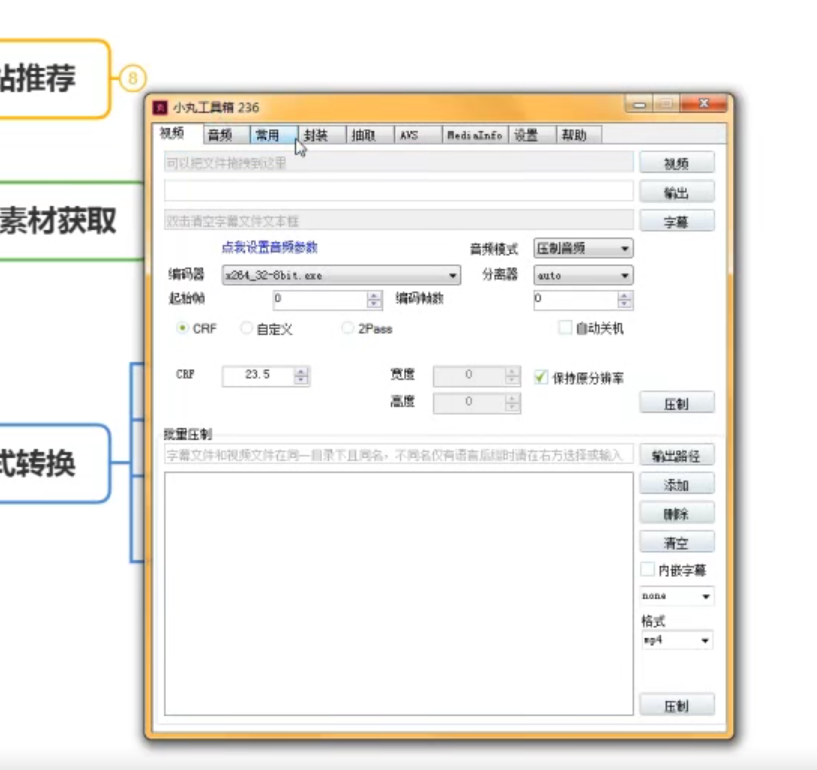 站推荐
8
素材获取
式转换
小丸工具箱 236
视频 音频 常用 封装 抽取 AVS MediaInfo 设置 帮助
可以把文件拖拽到这里 视频
输出
双击清空字幕文件文本框 字幕
点我设置音频参数 音频模式 压制音频
编码器 x264_32-8bit.exe 分离器 auto
起始帧 0 编码帧数 0
CRF 自定义 2Pass 自动关机
CRF 23.5 宽度 0 保持原分辨率
高度 0 压制
批量压制
字幕文件和视频文件在同一目录下且同名，不同名仅有语言后缀时请在右方选择或输入 输出路径
添加
删除
清空
内嵌字幕
none
格式
mp4
压制